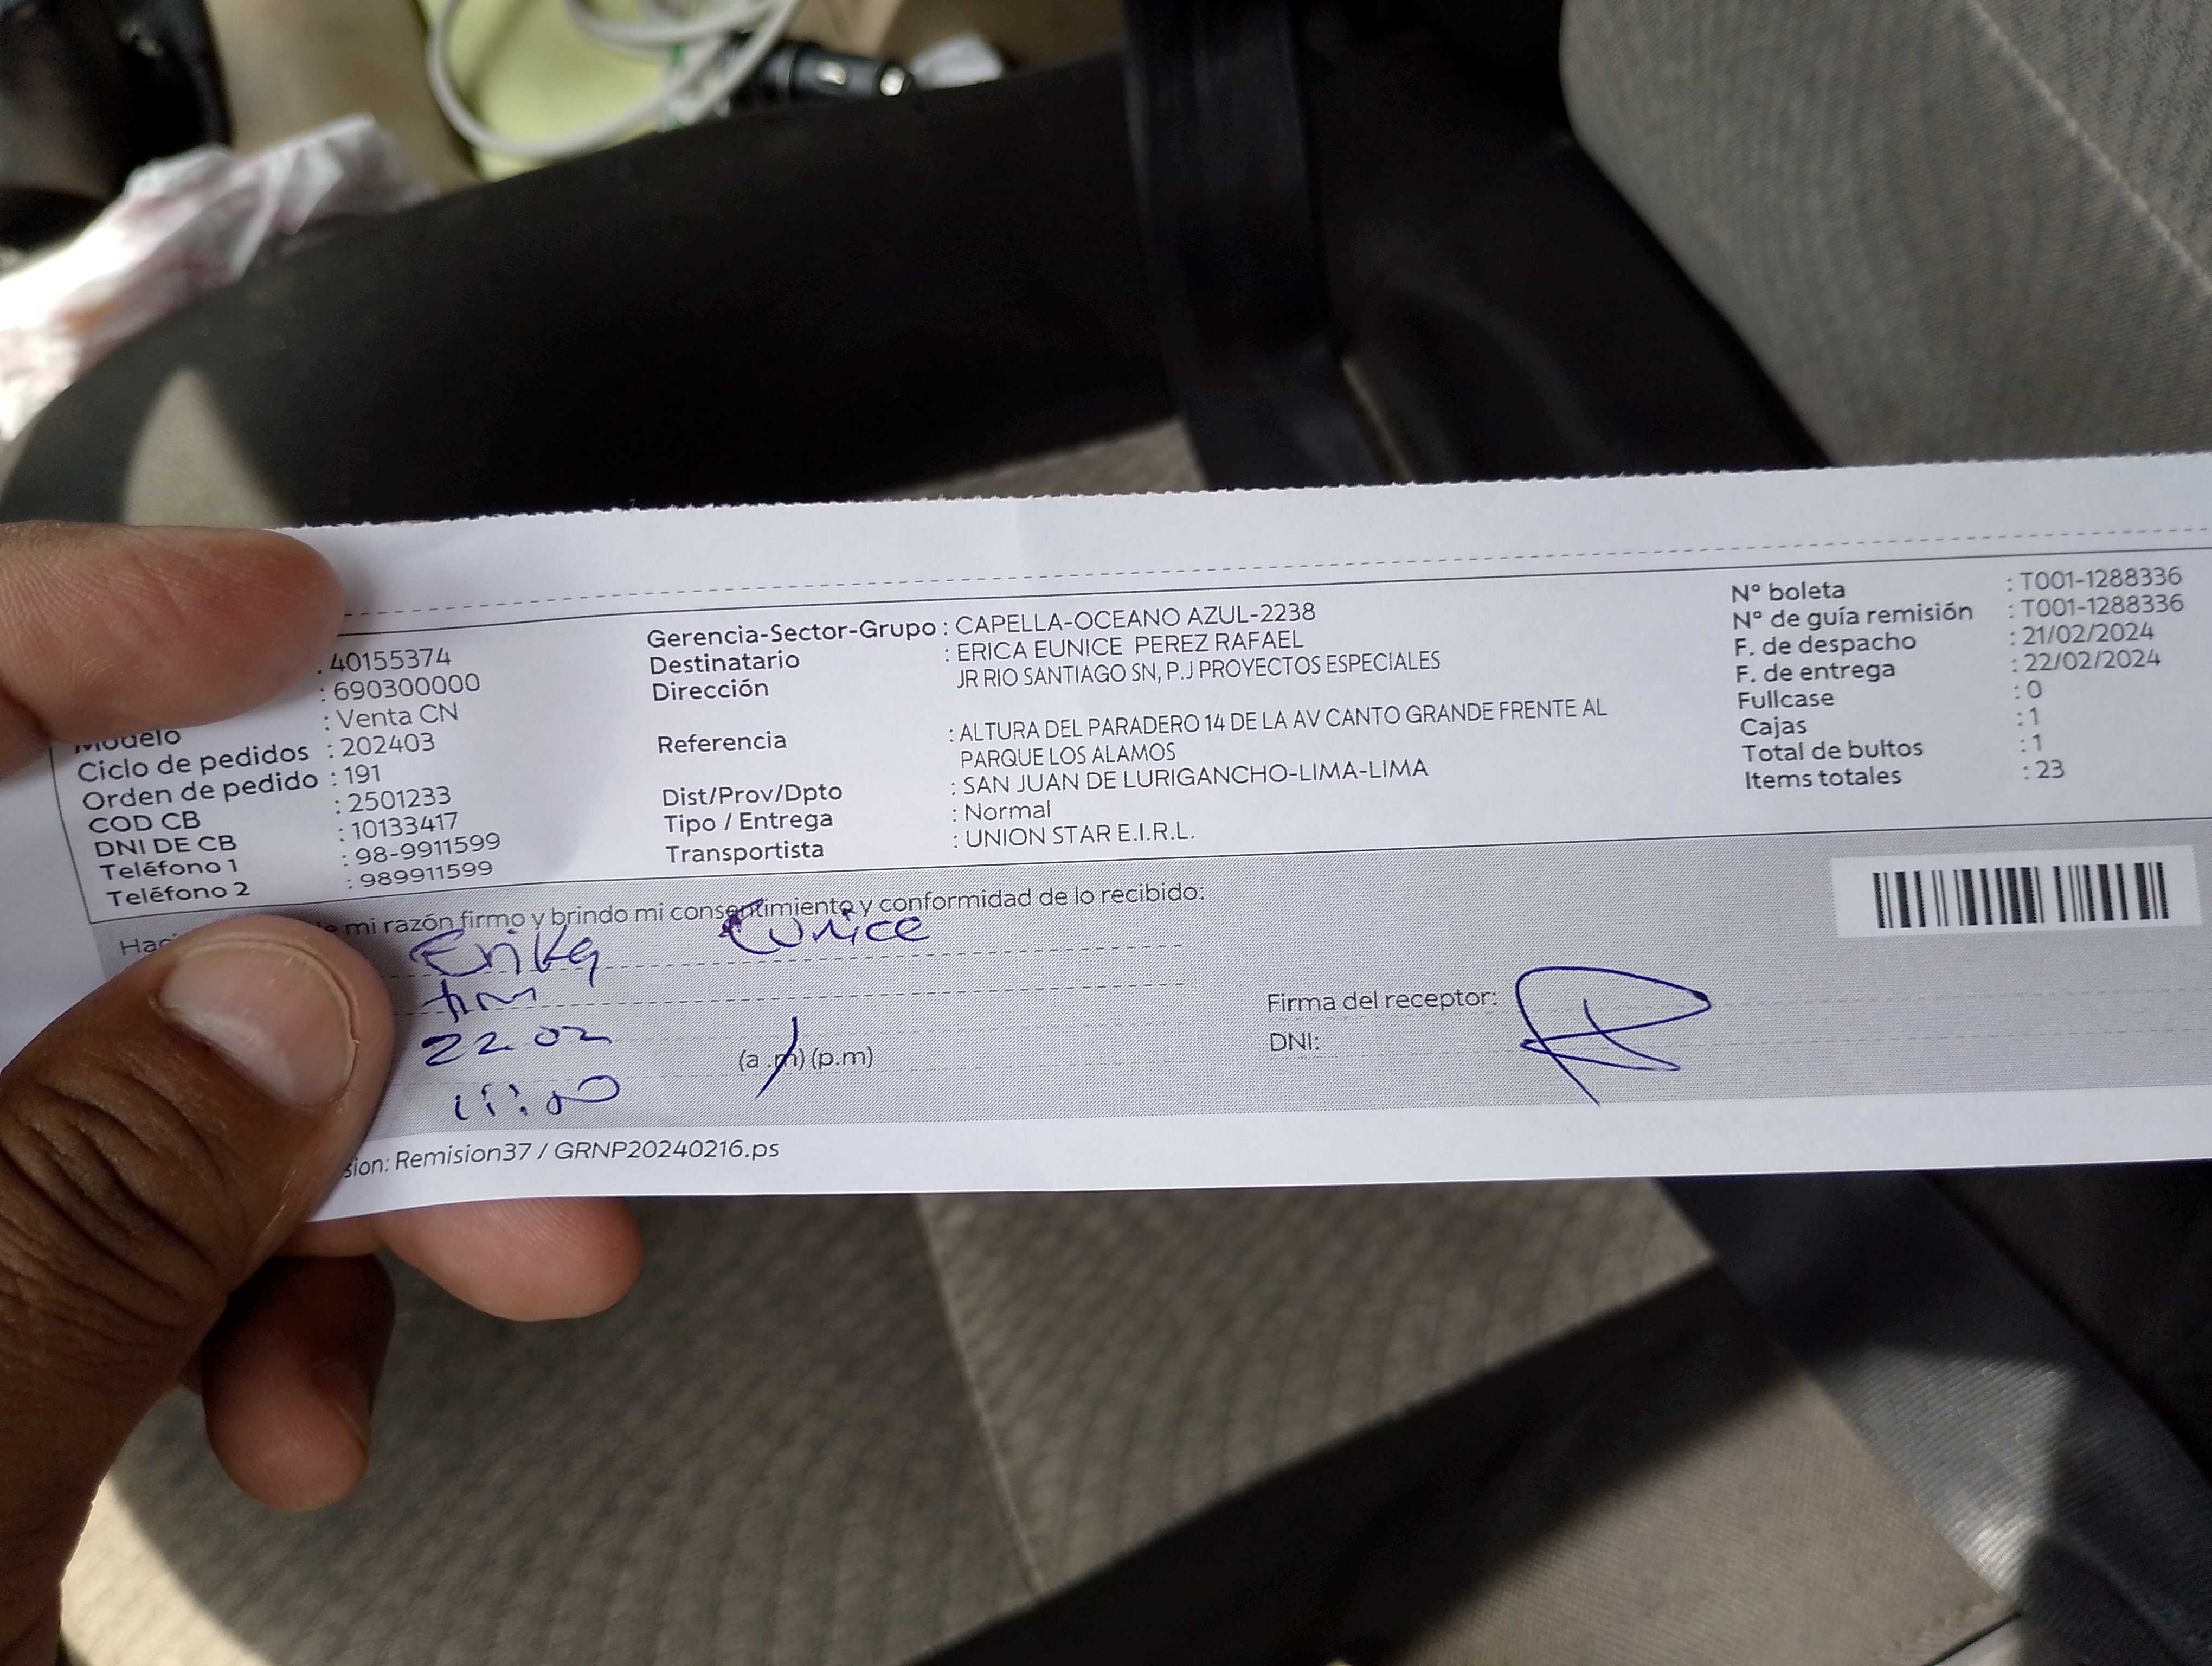 : 40155374
: 690300000
Modelo : Venta CN
Ciclo de pedidos : 202403
Orden de pedido : 191
COD CB : 2501233
DNI DE CB : 10133417
Teléfono 1 : 98-9911599
Teléfono 2 : 989911599
Gerencia-Sector-Grupo : CAPELLA-OCEANO AZUL-2238
Destinatario : ERICA EUNICE PEREZ RAFAEL
Dirección JR RIO SANTIAGO SN, P.J PROYECTOS ESPECIALES
Referencia : ALTURA DEL PARADERO 14 DE LA AV CANTO GRANDE FRENTE AL
PARQUE LOS ALAMOS
Dist/Prov/Dpto : SAN JUAN DE LURIGANCHO-LIMA-LIMA
Tipo / Entrega : Normal
Transportista : UNION STAR E.I.R.L.
N° boleta : T001-1288336
N° de guía remisión : T001-1288336
F. de despacho : 21/02/2024
F. de entrega : 22/02/2024
Fullcase : 0
Cajas : 1
Total de bultos : 1
Items totales : 23
mi razón firmo y brindo mi consentimiento y conformidad de lo recibido:
Erika Eunice
22.02
11:00 (a.m) (p.m)
Firma del receptor:
DNI:
sion: Remision37 / GRNP20240216.ps